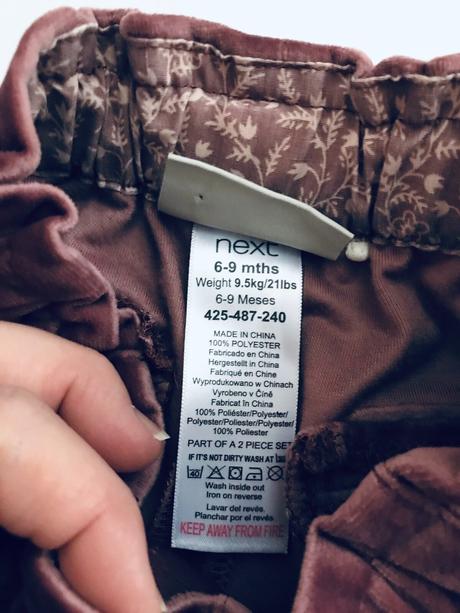 next
6-9 mths
Weight 9.5kg/21lbs
6-9 Meses
425-487-240
MADE IN CHINA
100% POLYESTER
Fabricado en China
Hergestellt in China
Fabriqué en Chine
Wyprodukowano w Chinach
Vyrobeno v Číně
Fabricat în China
100% Poliéster/Polyester/
Polyester/Poliester/Polyester/
100% Poliester
PART OF A 2 PIECE SET
IF IT'S NOT DIRTY WASH AT
40
Wash inside out
Iron on reverse
Lavar del revés.
Planchar por el revés
KEEP AWAY FROM FIRE